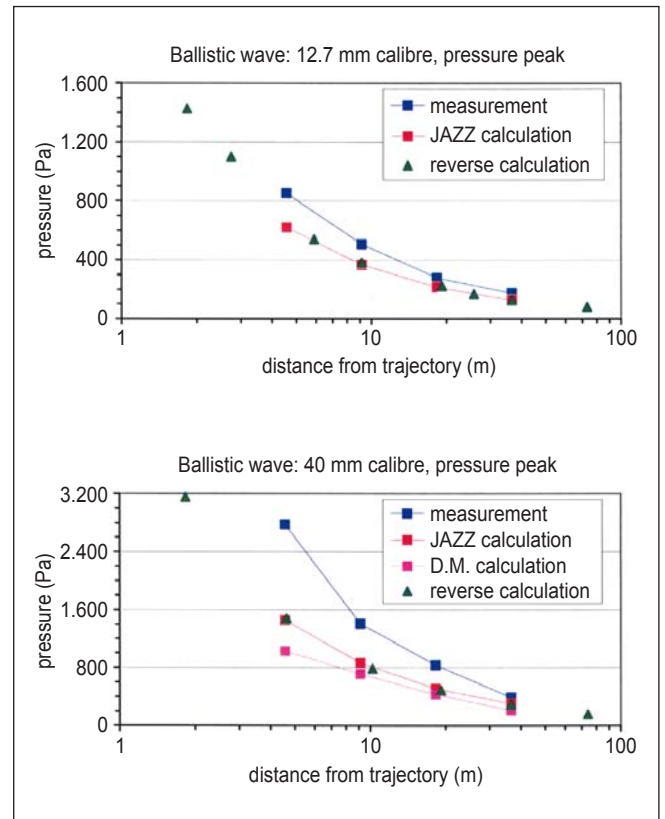 Ballistic wave: 12.7 mm calibre, pressure peak
1.600
1.200
800
400
0
pressure (Pa)
measurement
JAZZ calculation
reverse calculation
1 10 100
distance from trajectory (m)
Ballistic wave: 40 mm calibre, pressure peak
3.200
2.400
1.600
800
0
pressure (Pa)
measurement
JAZZ calculation
D.M. calculation
reverse calculation
1 10 100
distance from trajectory (m)